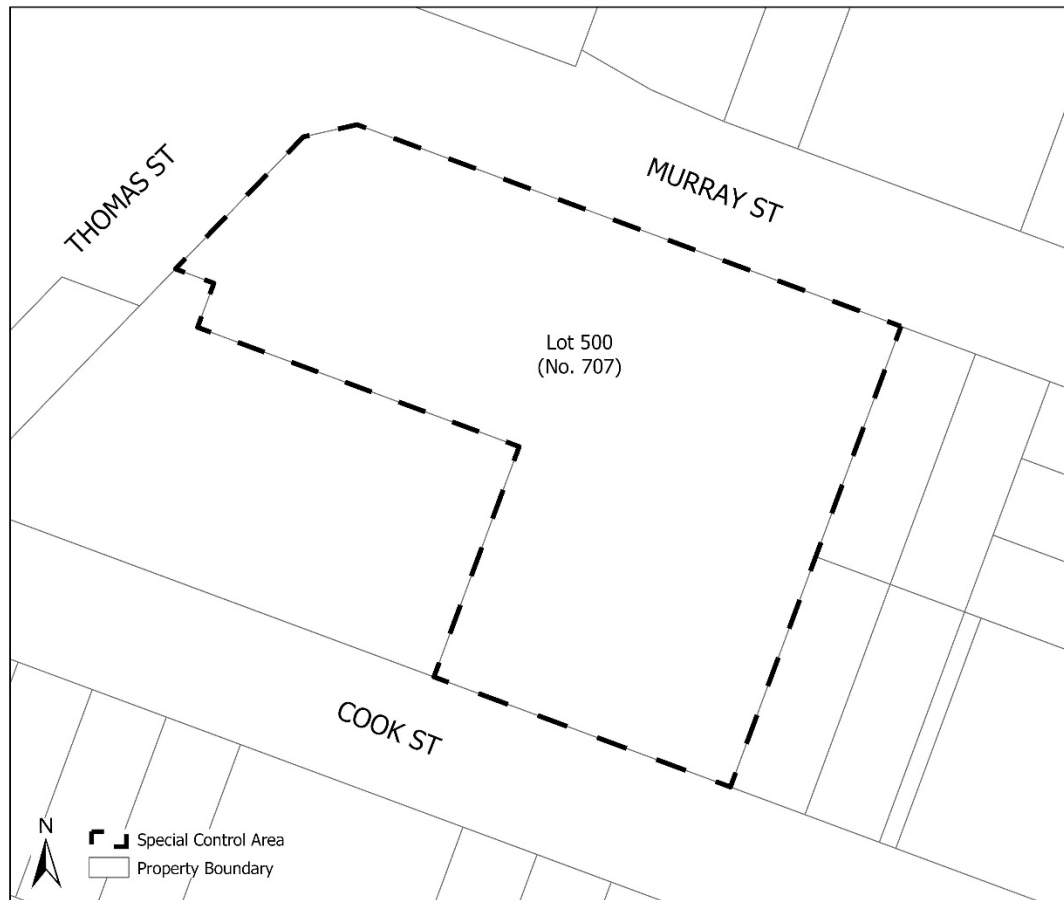 THOMAS ST
MURRAY ST
Lot 500
(No. 707)
COOK ST
N
Special Control Area
Property Boundary